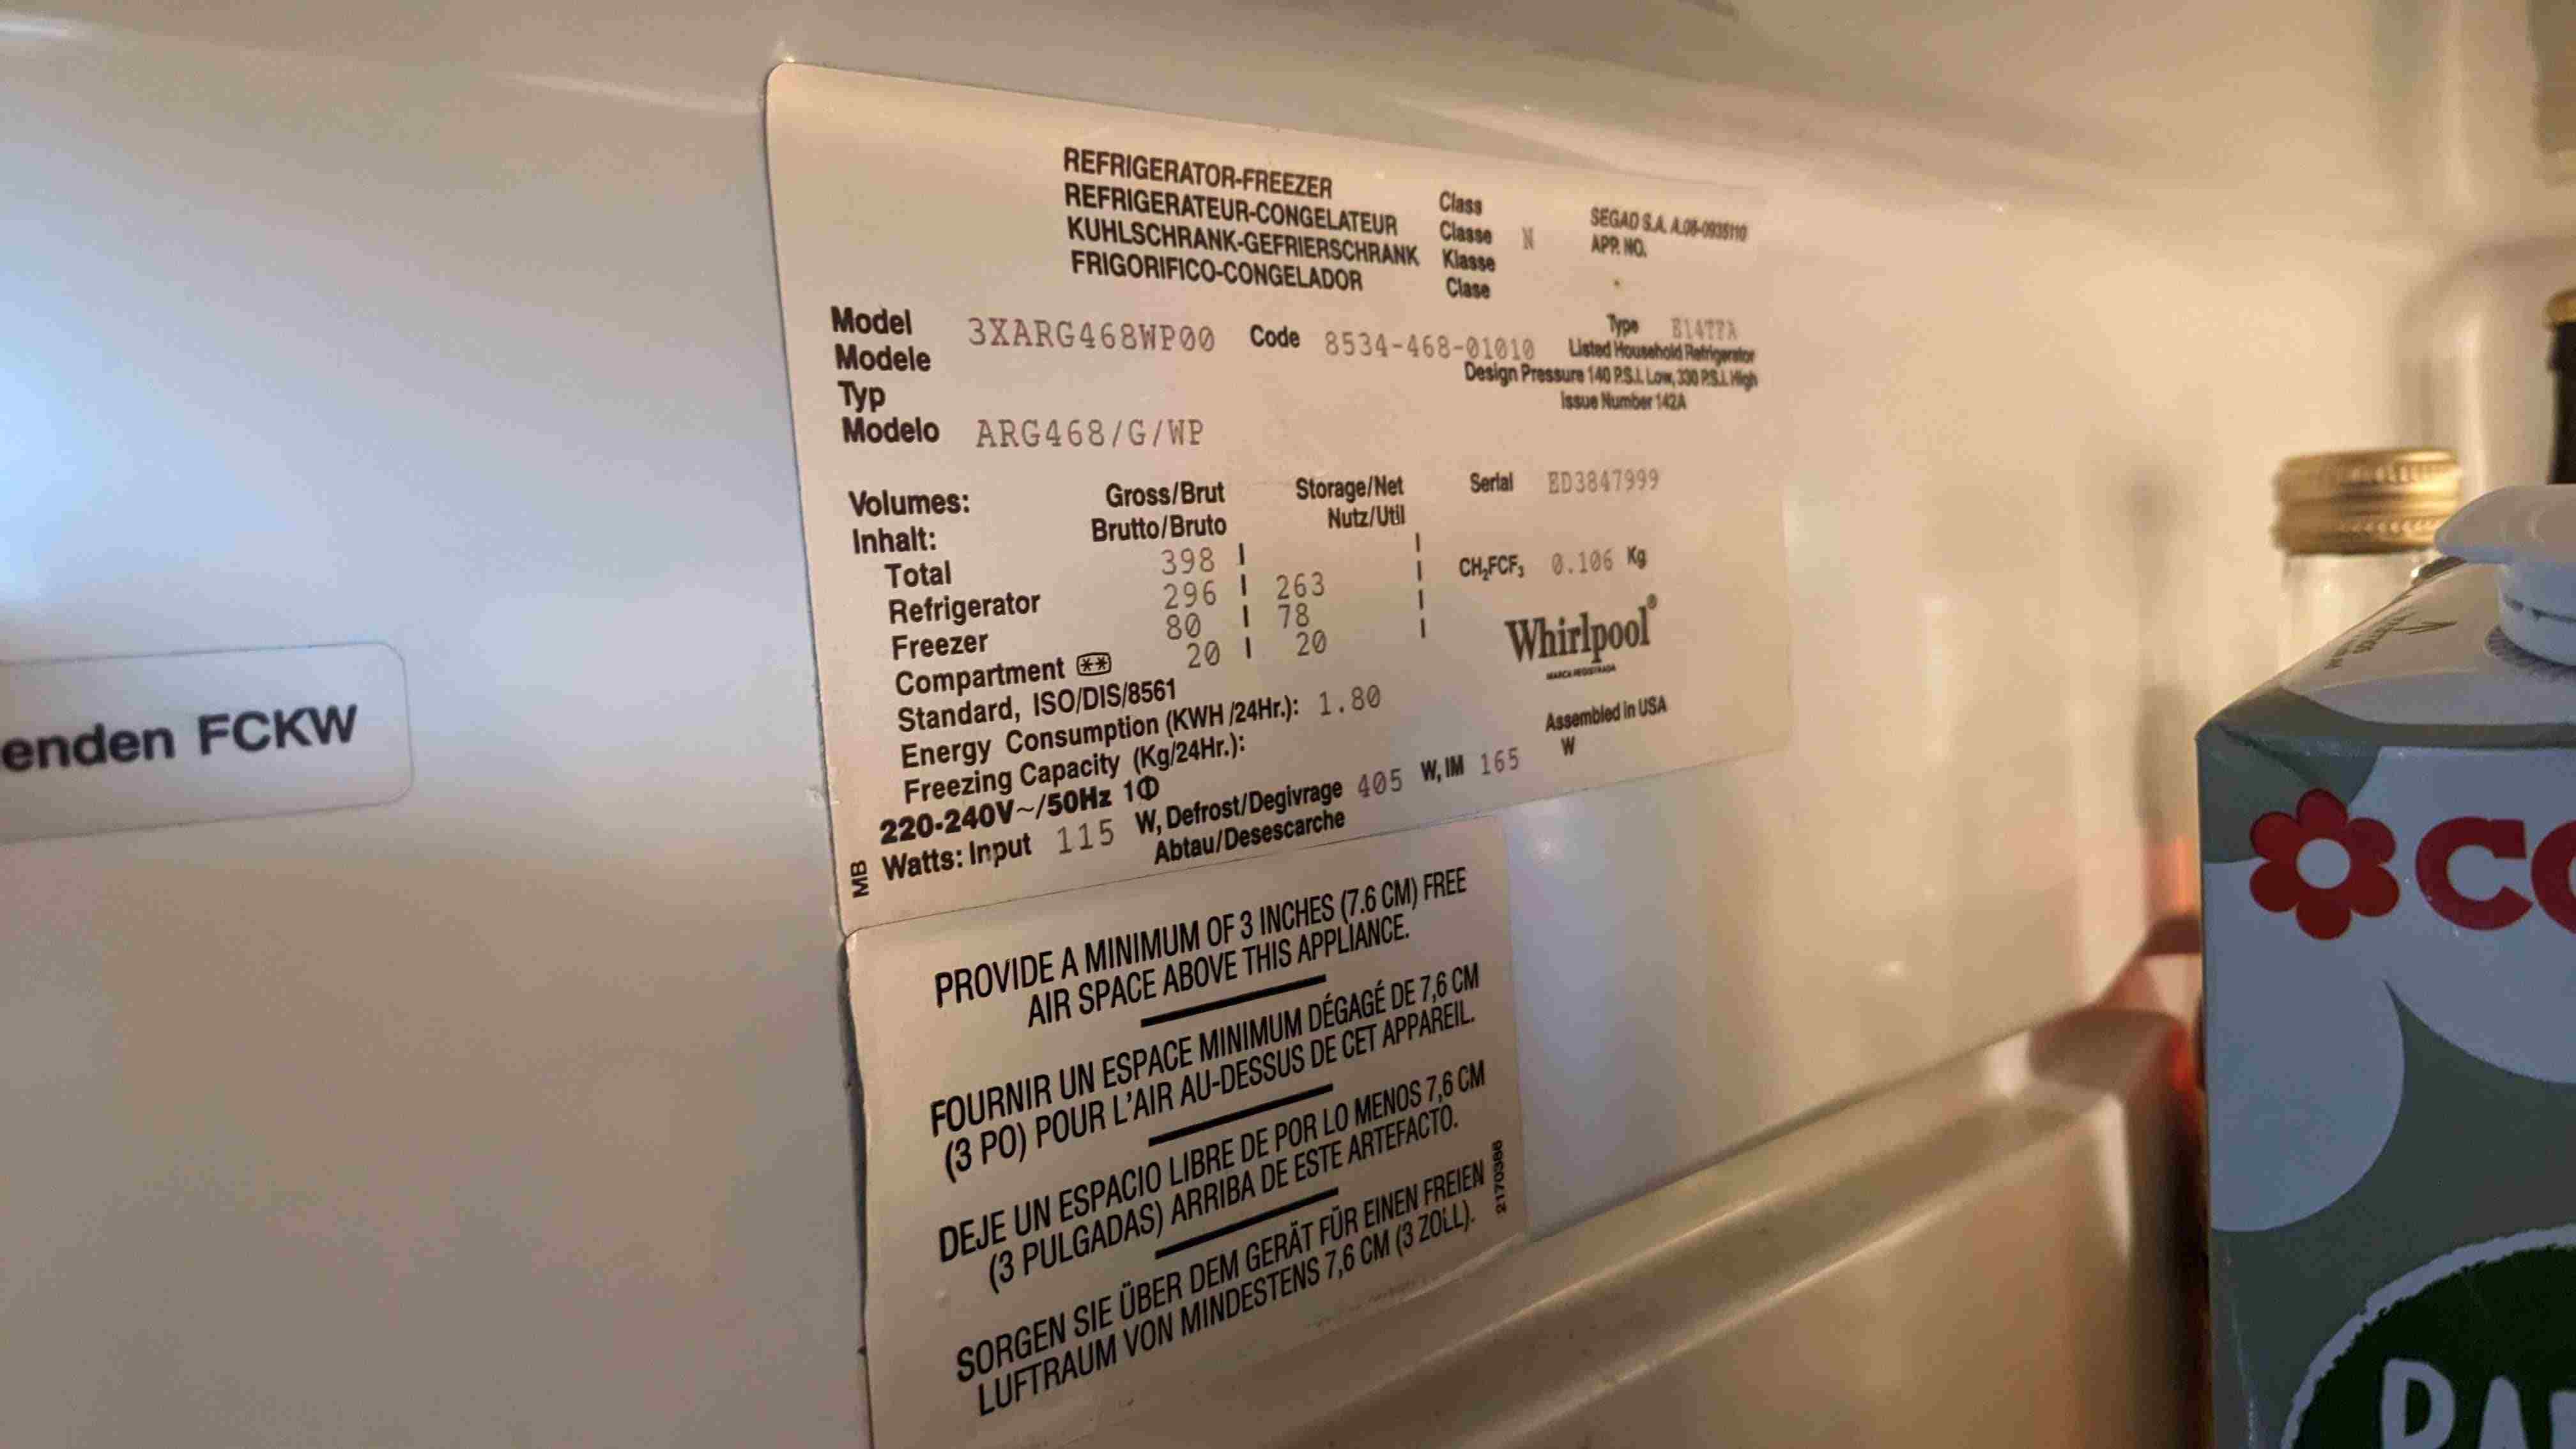 REFRIGERATOR-FREEZER
REFRIGERATEUR-CONGELATEUR
KUHLSCHRANK-GEFRIERSCHRANK
FRIGORIFICO-CONGELADOR
Class
Classe N
Klasse
Clase
SEGAD S.A. A.08-0935110
APP. NO.
Model 3XARG468WP00 Code 8534-468-01010
Modele
Typ
Modelo ARG468/G/WP
Type
Listed Household Refrigerator
Design Pressure 140 P.S.I. Low, 330 P.S.I. High
Issue Number 142A
Volumes: Gross/Brut Storage/Net
Inhalt: Brutto/Bruto Nutz/Util
Total 398
Refrigerator 296 263
Freezer 80 78
Compartment ** 20 20
Serial ED3847999
CH₂FCF₃ 0.106 Kg
Whirlpool®
MARCA REGISTRADA
Standard, ISO/DIS/8561
Energy Consumption (KWH /24Hr.): 1.80
Freezing Capacity (Kg/24Hr.):
Assembled in USA
W
220-240V~/50Hz 1Φ
Watts: Input 115 W, Defrost/Degivrage 405 W, IM 165
Abtau/Desescarche
MB
enden FCKW
PROVIDE A MINIMUM OF 3 INCHES (7.6 CM) FREE
AIR SPACE ABOVE THIS APPLIANCE.
FOURNIR UN ESPACE MINIMUM DÉGAGÉ DE 7,6 CM
(3 PO) POUR L'AIR AU-DESSUS DE CET APPAREIL.
DEJE UN ESPACIO LIBRE DE POR LO MENOS 7,6 CM
(3 PULGADAS) ARRIBA DE ESTE ARTEFACTO.
SORGEN SIE ÜBER DEM GERÄT FÜR EINEN FREIEN
LUFTRAUM VON MINDESTENS 7,6 CM (3 ZOLL).
2170386